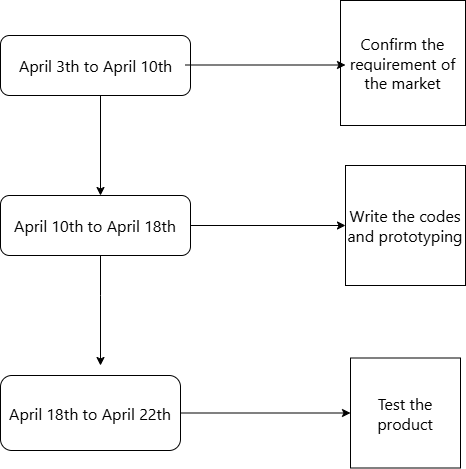 April 3th to April 10th
Confirm the
requirement of
the market
April 10th to April 18th
Write the codes
and prototyping
April 18th to April 22th
Test the
product